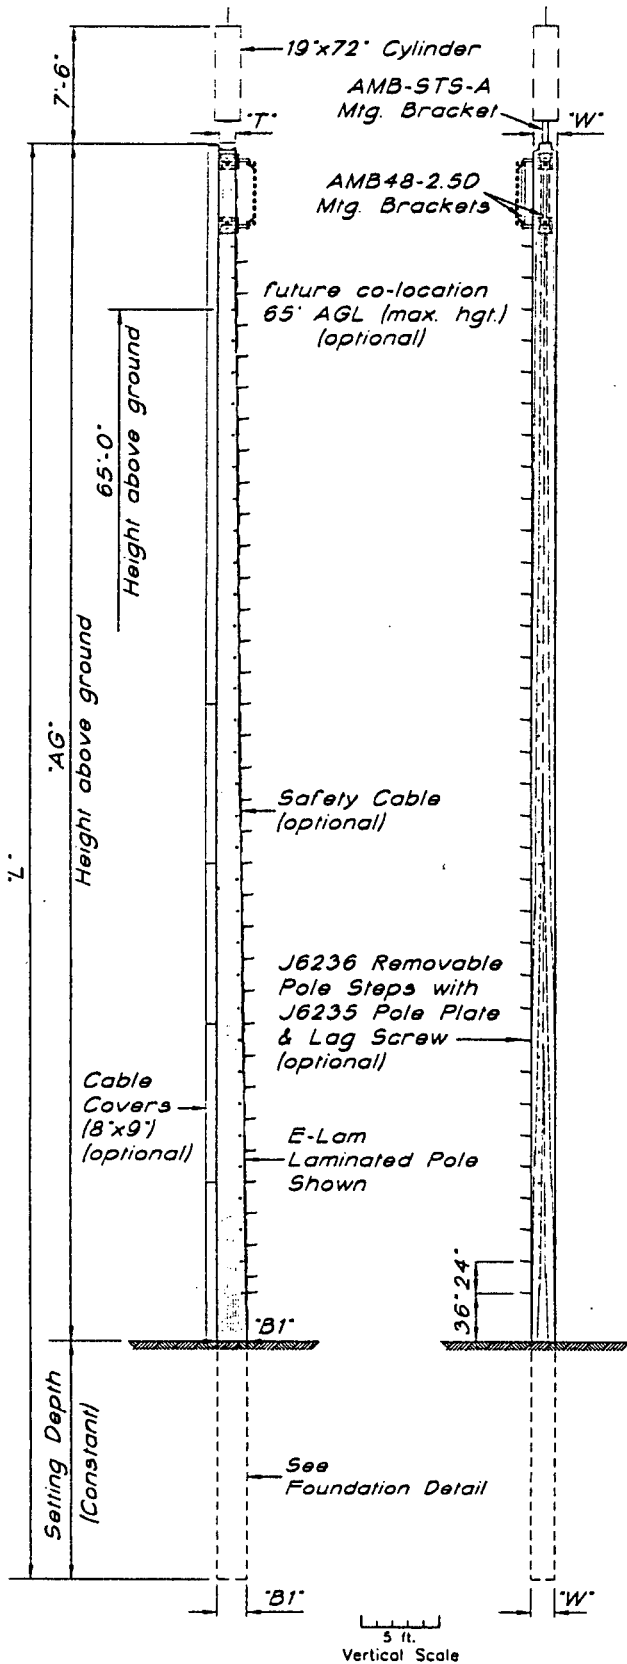 19"x72" Cylinder
7'-6"
AMB-STS-A
Mtg. Bracket
"T"
"W"
AMB48-2.5D
Mtg. Brackets
future co-location
65' AGL (max. hgt.)
(optional)
65'-0"
Height above ground
"AG"
Height above ground
"L"
Safety Cable
(optional)
J6236 Removable
Pole Steps with
J6235 Pole Plate
& Lag Screw
(optional)
Cable
Covers
(8"x9")
(optional)
E-Lam
Laminated Pole
Shown
24"
36"
"B1"
Setting Depth
(Constant)
See
Foundation Detail
"B1"
"W"
5 ft.
Vertical Scale